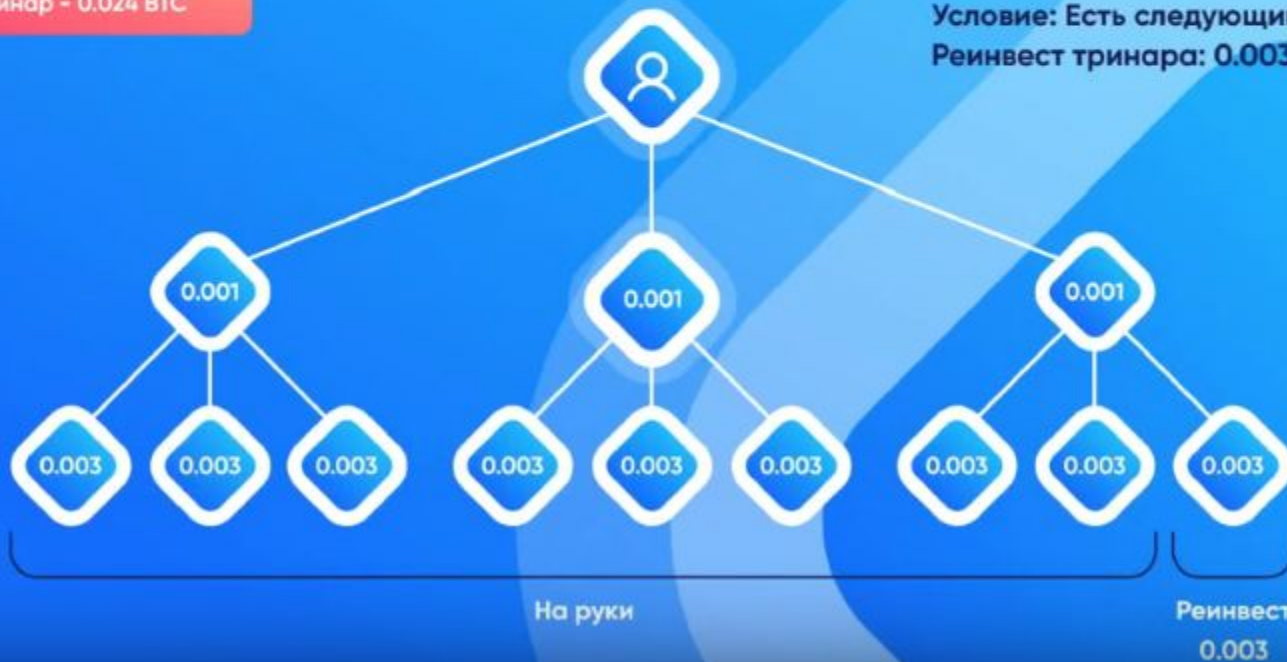 инар - 0.024 BTC
Условие: Есть следующи
Реинвест тринара: 0.003
0.001 0.001 0.001
0.003 0.003 0.003 0.003 0.003 0.003 0.003 0.003 0.003
На руки
Реинвест
0.003